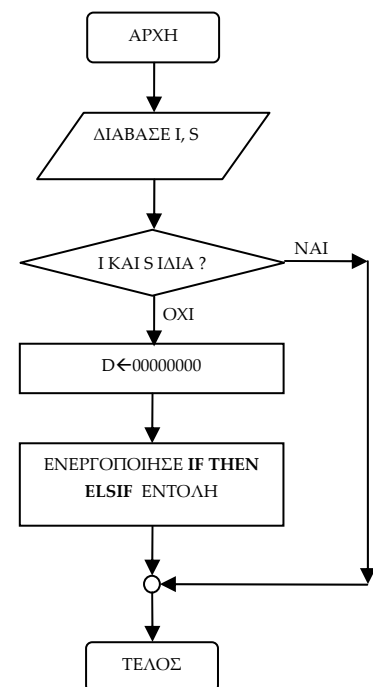 ΑΡΧΗ
ΔΙΑΒΑΣΕ I, S
I ΚΑΙ S ΙΔΙΑ ?
ΝΑΙ
ΟΧΙ
D←00000000
ΕΝΕΡΓΟΠΟΙΗΣΕ IF THEN
ELSIF ΕΝΤΟΛΗ
ΤΕΛΟΣ